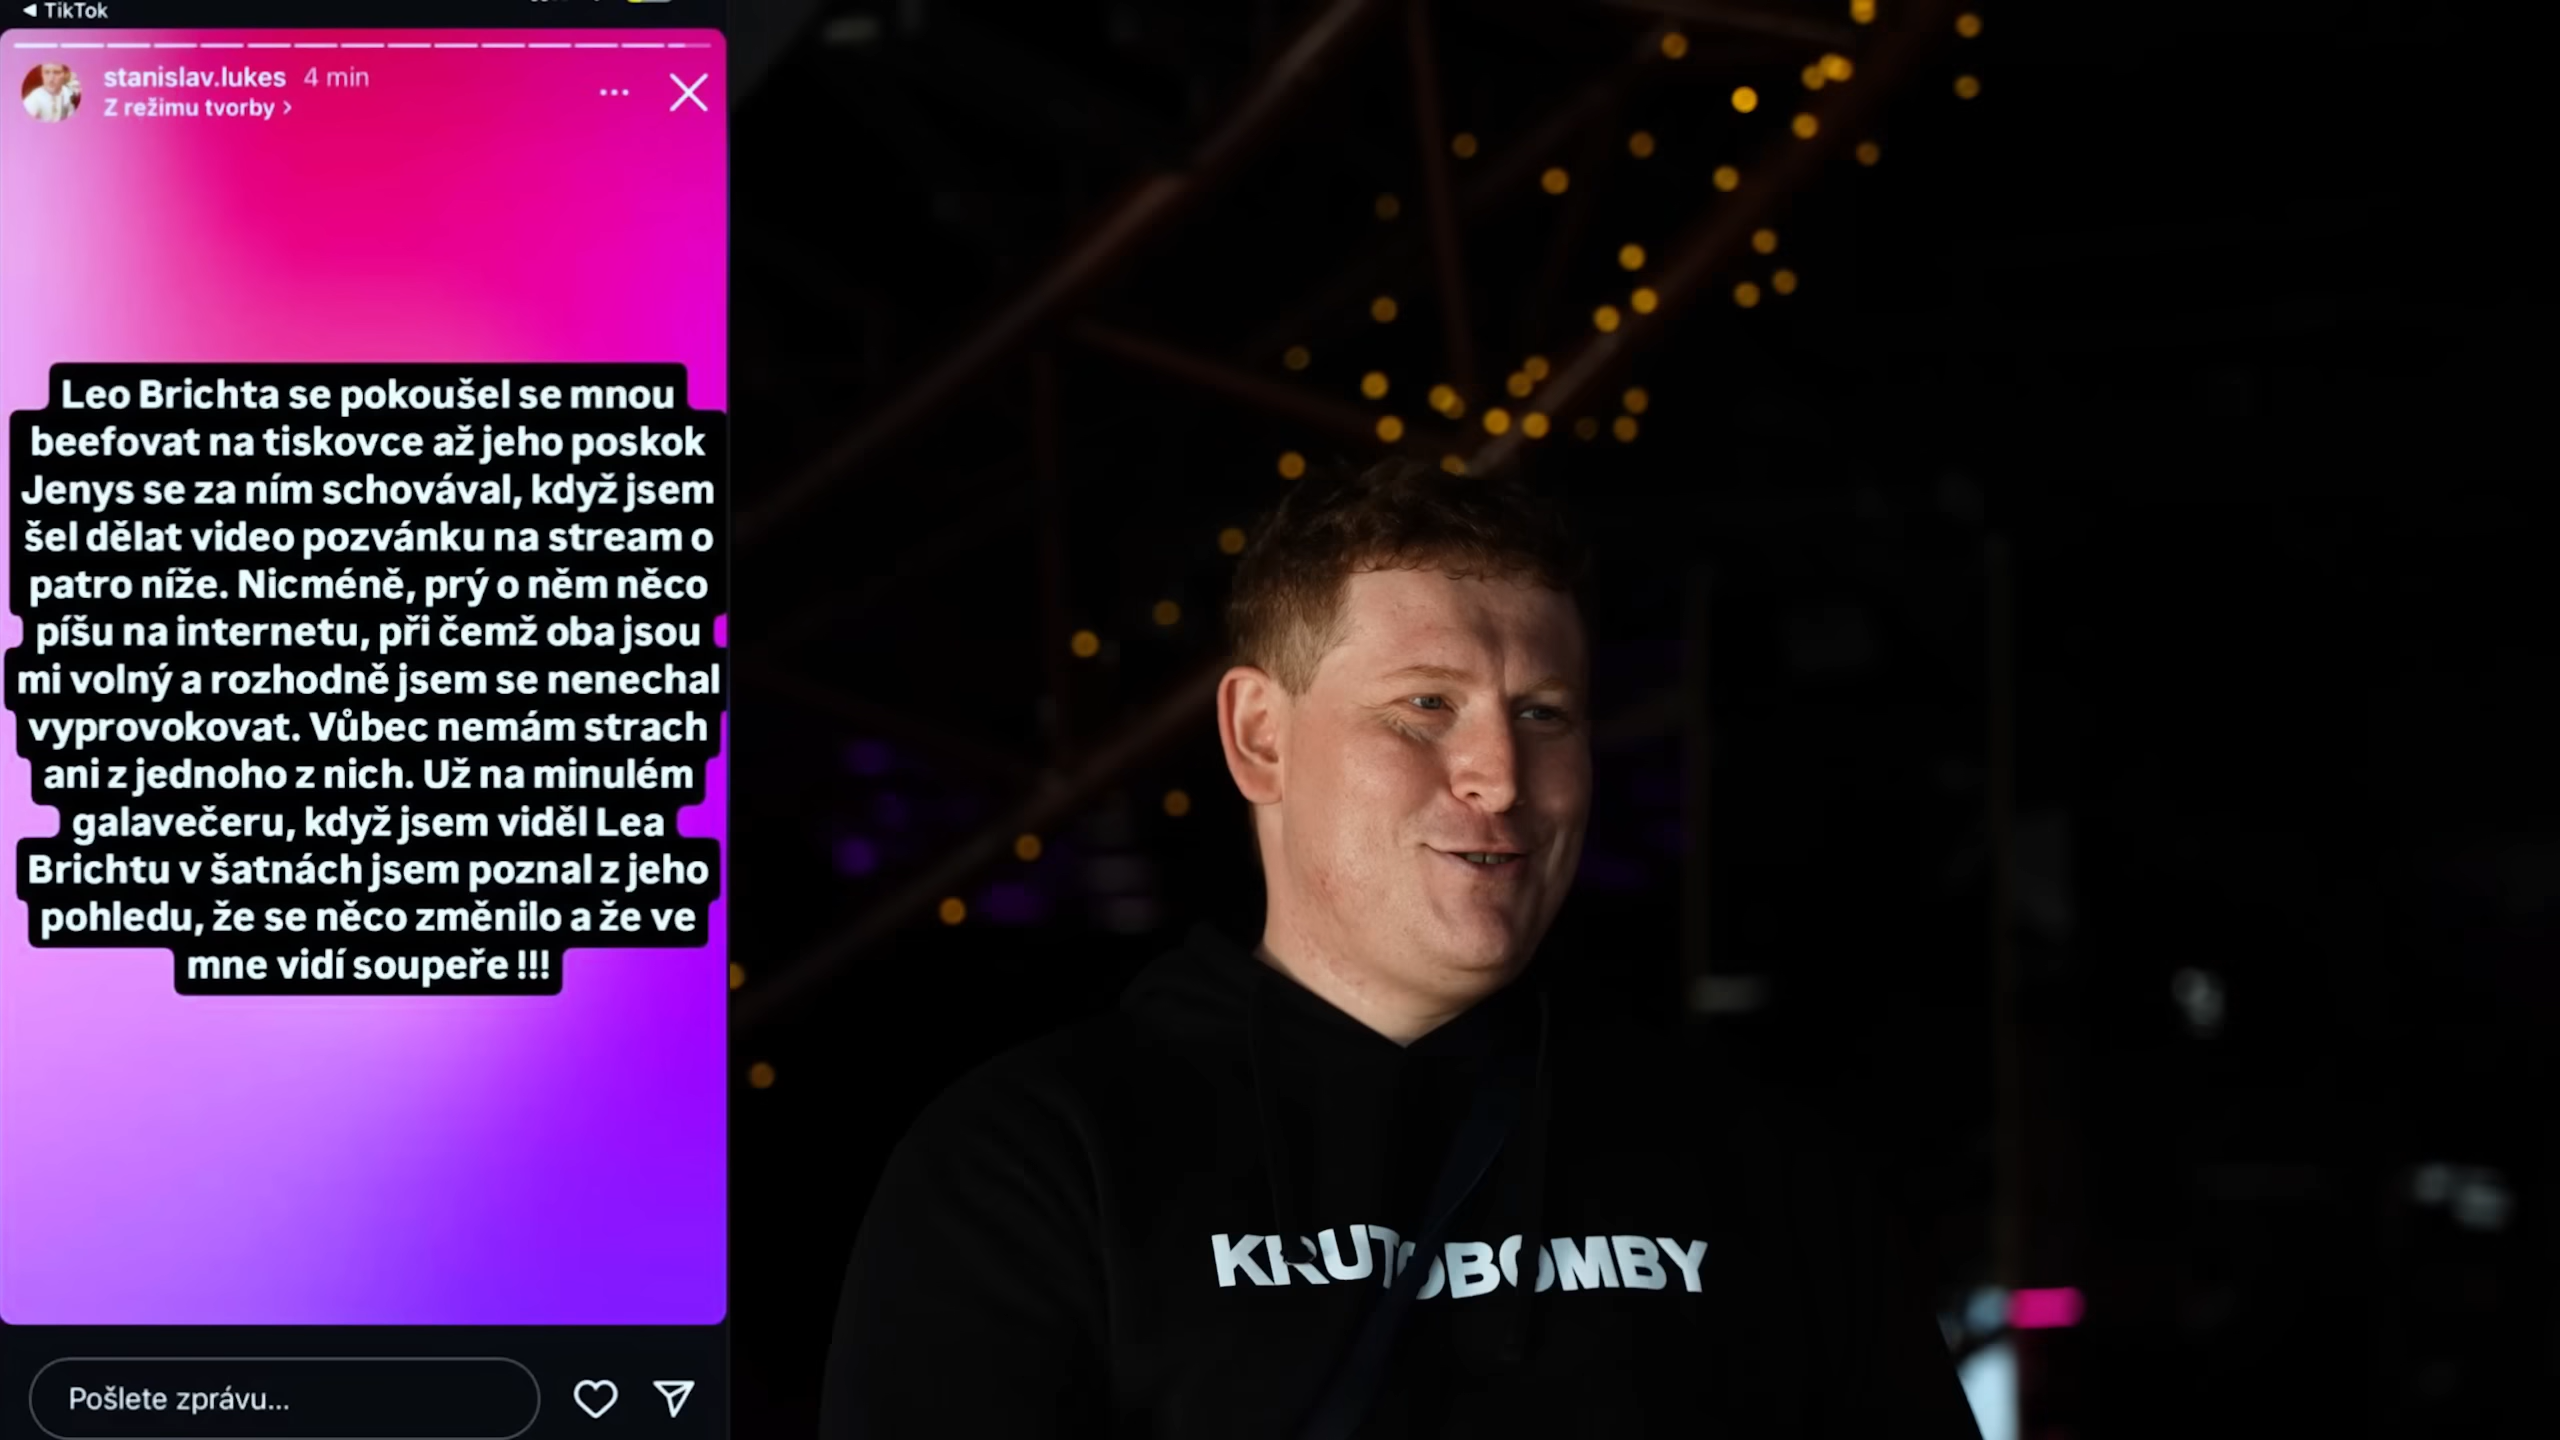 TikTok
stanislav.lukes 4 min
Z režimu tvorby
Leo Brichta se pokoušel se mnou
beefovat na tiskovce až jeho poskok
Jenys se za ním schovával, když jsem
šel dělat video pozvánku na stream o
patro níže. Nicméně, prý o něm něco
píšu na internetu, při čemž oba jsou
mi volný a rozhodně jsem se nenechal
vyprovokovat. Vůbec nemám strach
ani z jednoho z nich. Už na minulém
galavečeru, když jsem viděl Lea
Brichtu v šatnách jsem poznal z jeho
pohledu, že se něco změnilo a že ve
mne vidí soupeře !!!
Pošlete zprávu...
KRUTOBOMBY